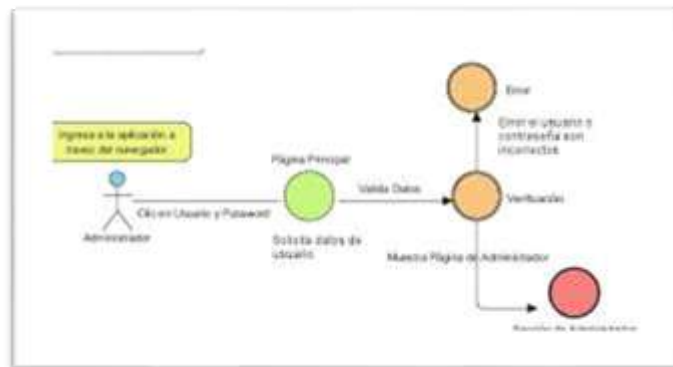 Ingresa a la aplicación a
través del navegador
Administrador
Clic en Usuario y Password
Página Principal
Solicita datos de
usuario
Valida Datos
Error
Error el usuario o
contraseña son
incorrectos
Verificación
Muestra Página de Administrador